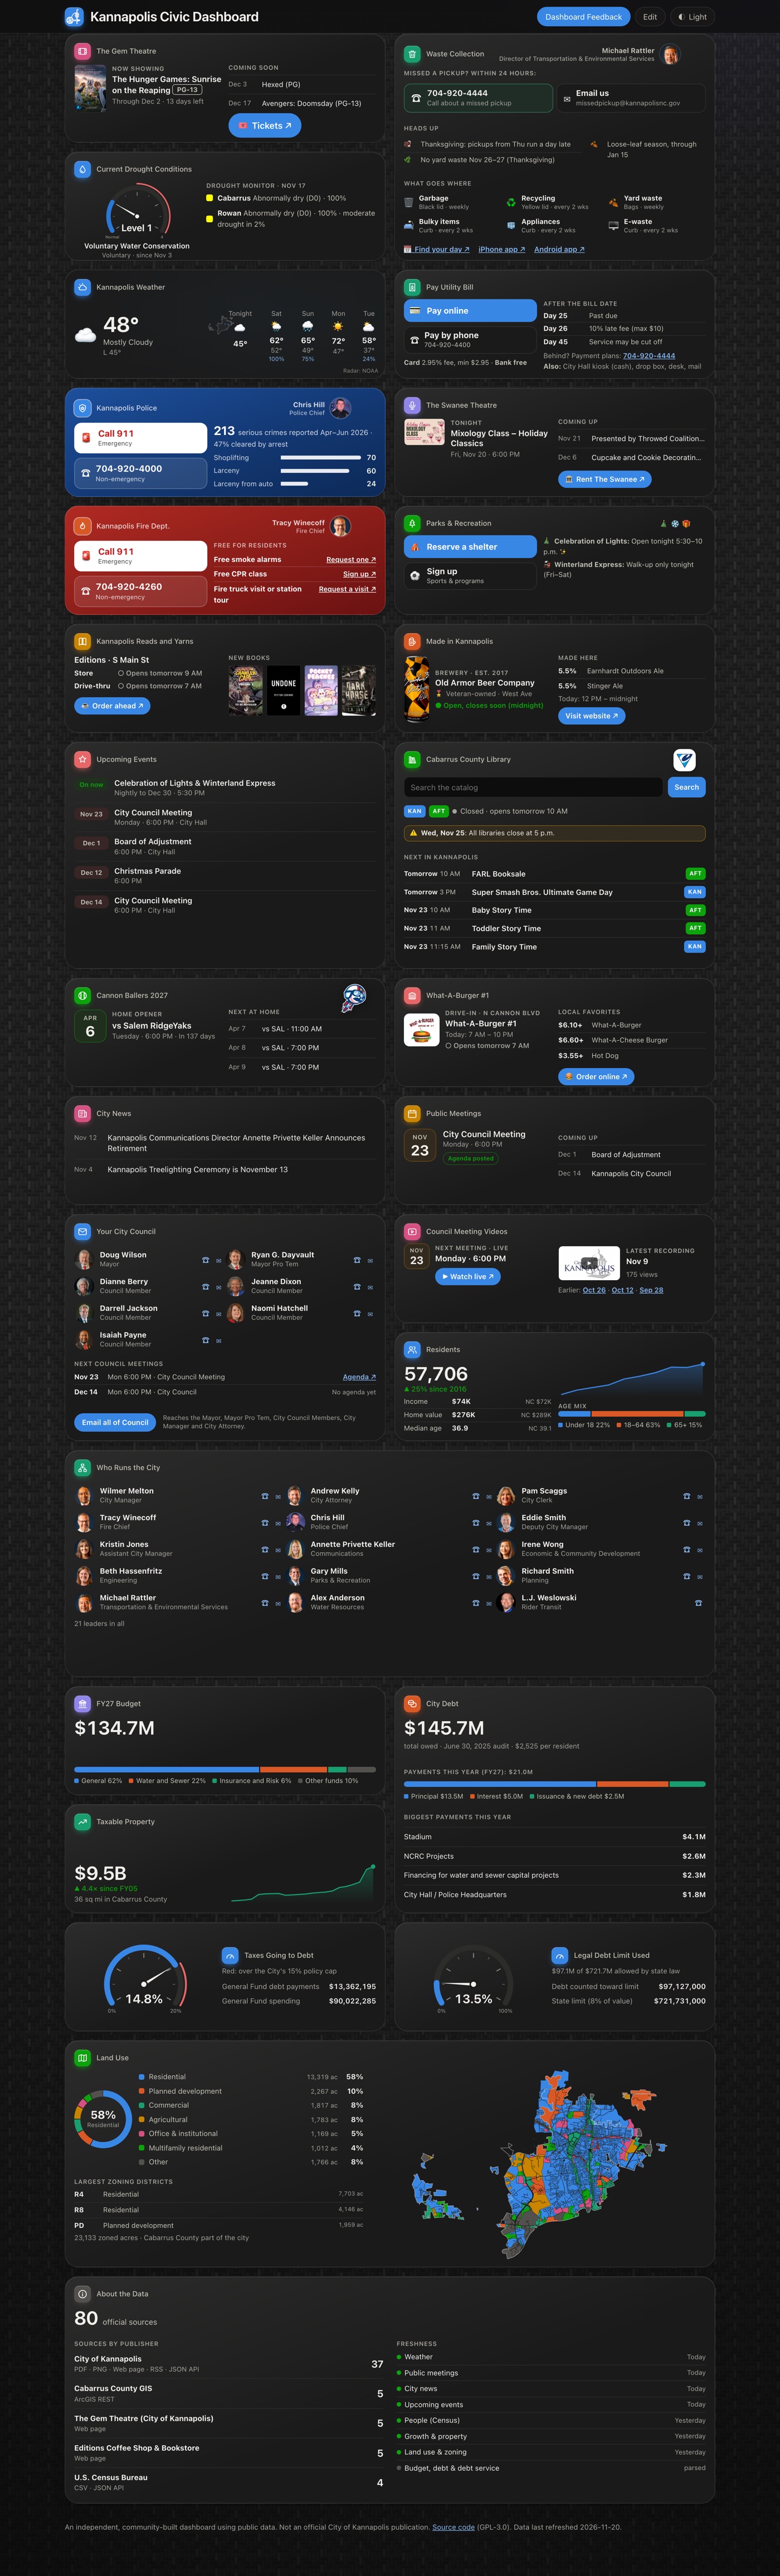 Kannapolis Civic Dashboard
Dashboard Feedback
Edit
Light
The Gem Theatre
NOW SHOWING
The Hunger Games: Sunrise
on the Reaping PG-13
Through Dec 2 · 13 days left
COMING SOON
Dec 3 Hexed (PG)
Dec 17 Avengers: Doomsday (PG-13)
Tickets ↗
Waste Collection
Michael Rattler
Director of Transportation & Environmental Services
MISSED A PICKUP? WITHIN 24 HOURS:
704-920-4444
Call about a missed pickup
Email us
missedpickup@kannapolisnc.gov
HEADS UP
Thanksgiving: pickups from Thu run a day late
Loose-leaf season, through
Jan 15
No yard waste Nov 26–27 (Thanksgiving)
WHAT GOES WHERE
Garbage
Black lid · weekly
Recycling
Yellow lid · every 2 wks
Yard waste
Bags · weekly
Bulky items
Curb · every 2 wks
Appliances
Curb · every 2 wks
E-waste
Curb · every 2 wks
Find your day ↗
iPhone app ↗
Android app ↗
Current Drought Conditions
Level 1
Normal
4
Voluntary Water Conservation
Voluntary · since Nov 3
DROUGHT MONITOR · NOV 17
Cabarrus Abnormally dry (D0) · 100%
Rowan Abnormally dry (D0) · 100% · moderate
drought in 2%
Kannapolis Weather
48°
Mostly Cloudy
L 45°
Tonight Sat Sun Mon Tue
45° 62° 65° 72° 58°
52° 49° 47° 37°
100% 75% 24%
Radar: NOAA
Pay Utility Bill
Pay online
Pay by phone
704-920-4400
Card 2.95% fee, min $2.95 · Bank free
AFTER THE BILL DATE
Day 25 Past due
Day 26 10% late fee (max $10)
Day 45 Service may be cut off
Behind? Payment plans: 704-920-4444
Also: City Hall kiosk (cash), drop box, desk, mail
Kannapolis Police
Chris Hill
Police Chief
Call 911
Emergency
704-920-4000
Non-emergency
213 serious crimes reported Apr–Jun 2026 ·
47% cleared by arrest
Shoplifting 70
Larceny 60
Larceny from auto 24
The Swanee Theatre
TONIGHT
Mixology Class – Holiday
Classics
Fri, Nov 20 · 6:00 PM
COMING UP
Nov 21 Presented by Throwed Coalition...
Dec 6 Cupcake and Cookie Decoratin...
Rent The Swanee ↗
Kannapolis Fire Dept.
Tracy Winecoff
Fire Chief
Call 911
Emergency
704-920-4260
Non-emergency
FREE FOR RESIDENTS
Free smoke alarms Request one ↗
Free CPR class Sign up ↗
Fire truck visit or station Request a visit ↗
tour
Parks & Recreation
Reserve a shelter
Sign up
Sports & programs
Celebration of Lights: Open tonight 5:30–10
p.m.
Winterland Express: Walk-up only tonight
(Fri–Sat)
Kannapolis Reads and Yarns
Editions · S Main St
Store Opens tomorrow 9 AM
Drive-thru Opens tomorrow 7 AM
Order ahead ↗
NEW BOOKS
UNDONE
Made in Kannapolis
BREWERY · EST. 2017
Old Armor Beer Company
Veteran-owned · West Ave
Open, closes soon (midnight)
MADE HERE
5.5% Earnhardt Outdoors Ale
5.5% Stinger Ale
Today: 12 PM – midnight
Visit website ↗
Upcoming Events
On now
Celebration of Lights & Winterland Express
Nightly to Dec 30 · 5:30 PM
Nov 23
City Council Meeting
Monday · 6:00 PM · City Hall
Dec 1
Board of Adjustment
6:00 PM · City Hall
Dec 12
Christmas Parade
6:00 PM
Dec 14
City Council Meeting
6:00 PM · City Hall
Cabarrus County Library
Search the catalog
Search
KAN AFT Closed · opens tomorrow 10 AM
Wed, Nov 25: All libraries close at 5 p.m.
NEXT IN KANNAPOLIS
Tomorrow 10 AM FARL Booksale AFT
Tomorrow 3 PM Super Smash Bros. Ultimate Game Day KAN
Nov 23 10 AM Baby Story Time AFT
Nov 23 11 AM Toddler Story Time AFT
Nov 23 11:15 AM Family Story Time KAN
Cannon Ballers 2027
APR
6
HOME OPENER
vs Salem RidgeYaks
Tuesday · 6:00 PM · In 137 days
NEXT AT HOME
Apr 7 vs SAL · 11:00 AM
Apr 8 vs SAL · 7:00 PM
Apr 9 vs SAL · 7:00 PM
What-A-Burger #1
DRIVE-IN · N CANNON BLVD
What-A-Burger #1
Today: 7 AM – 10 PM
Opens tomorrow 7 AM
LOCAL FAVORITES
$6.10+ What-A-Burger
$6.60+ What-A-Cheese Burger
$3.55+ Hot Dog
Order online ↗
City News
Nov 12 Kannapolis Communications Director Annette Privette Keller Announces
Retirement
Nov 4 Kannapolis Treelighting Ceremony is November 13
Public Meetings
NOV
23
City Council Meeting
Monday · 6:00 PM
Agenda posted
COMING UP
Dec 1 Board of Adjustment
Dec 14 Kannapolis City Council
Your City Council
Doug Wilson
Mayor
Ryan G. Dayvault
Mayor Pro Tem
Dianne Berry
Council Member
Jeanne Dixon
Council Member
Darrell Jackson
Council Member
Naomi Hatchell
Council Member
Isaiah Payne
Council Member
NEXT COUNCIL MEETINGS
Nov 23 Mon 6:00 PM · City Council Meeting Agenda ↗
Dec 14 Mon 6:00 PM · City Council No agenda yet
Email all of Council
Reaches the Mayor, Mayor Pro Tem, City Council Members, City
Manager and City Attorney.
Council Meeting Videos
NOV
23
NEXT MEETING · LIVE
Monday · 6:00 PM
Watch live ↗
KANNAPOLIS
LATEST RECORDING
Nov 9
175 views
Earlier: Oct 26 · Oct 12 · Sep 28
Residents
57,706
▲ 25% since 2016
Income $74K NC $72K
Home value $276K NC $289K
Median age 36.9 NC 39.1
AGE MIX
Under 18 22% 18–64 63% 65+ 15%
Who Runs the City
Wilmer Melton
City Manager
Andrew Kelly
City Attorney
Pam Scaggs
City Clerk
Tracy Winecoff
Fire Chief
Chris Hill
Police Chief
Eddie Smith
Deputy City Manager
Kristin Jones
Assistant City Manager
Annette Privette Keller
Communications
Irene Wong
Economic & Community Development
Beth Hassenfritz
Engineering
Gary Mills
Parks & Recreation
Richard Smith
Planning
Michael Rattler
Transportation & Environmental Services
Alex Anderson
Water Resources
L.J. Weslowski
Rider Transit
21 leaders in all
FY27 Budget
$134.7M
General 62% Water and Sewer 22% Insurance and Risk 6% Other funds 10%
City Debt
$145.7M
total owed · June 30, 2025 audit · $2,525 per resident
PAYMENTS THIS YEAR (FY27): $21.0M
Principal $13.5M Interest $5.0M Issuance & new debt $2.5M
BIGGEST PAYMENTS THIS YEAR
Stadium $4.1M
NCRC Projects $2.6M
Financing for water and sewer capital projects $2.3M
City Hall / Police Headquarters $1.8M
Taxable Property
$9.5B
▲ 4.4× since FY05
36 sq mi in Cabarrus County
Taxes Going to Debt
14.8%
0% 20%
Red: over the City's 15% policy cap
General Fund debt payments $13,362,195
General Fund spending $90,022,285
Legal Debt Limit Used
13.5%
0% 100%
$97.1M of $721.7M allowed by state law
Debt counted toward limit $97,127,000
State limit (8% of value) $721,731,000
Land Use
58%
Residential
Residential 13,319 ac 58%
Planned development 2,267 ac 10%
Commercial 1,817 ac 8%
Agricultural 1,783 ac 8%
Office & institutional 1,169 ac 5%
Multifamily residential 1,012 ac 4%
Other 1,766 ac 8%
LARGEST ZONING DISTRICTS
R4 Residential 7,703 ac
R8 Residential 4,146 ac
PD Planned development 1,959 ac
23,133 zoned acres · Cabarrus County part of the city
About the Data
80 official sources
SOURCES BY PUBLISHER
City of Kannapolis 37
PDF · PNG · Web page · RSS · JSON API
Cabarrus County GIS 5
ArcGIS REST
The Gem Theatre (City of Kannapolis) 5
Web page
Editions Coffee Shop & Bookstore 5
Web page
U.S. Census Bureau 4
CSV · JSON API
FRESHNESS
Weather Today
Public meetings Today
City news Today
Upcoming events Today
People (Census) Yesterday
Growth & property Yesterday
Land use & zoning Yesterday
Budget, debt & debt service parsed
An independent, community-built dashboard using public data. Not an official City of Kannapolis publication. Source code (GPL-3.0). Data last refreshed 2026-11-20.